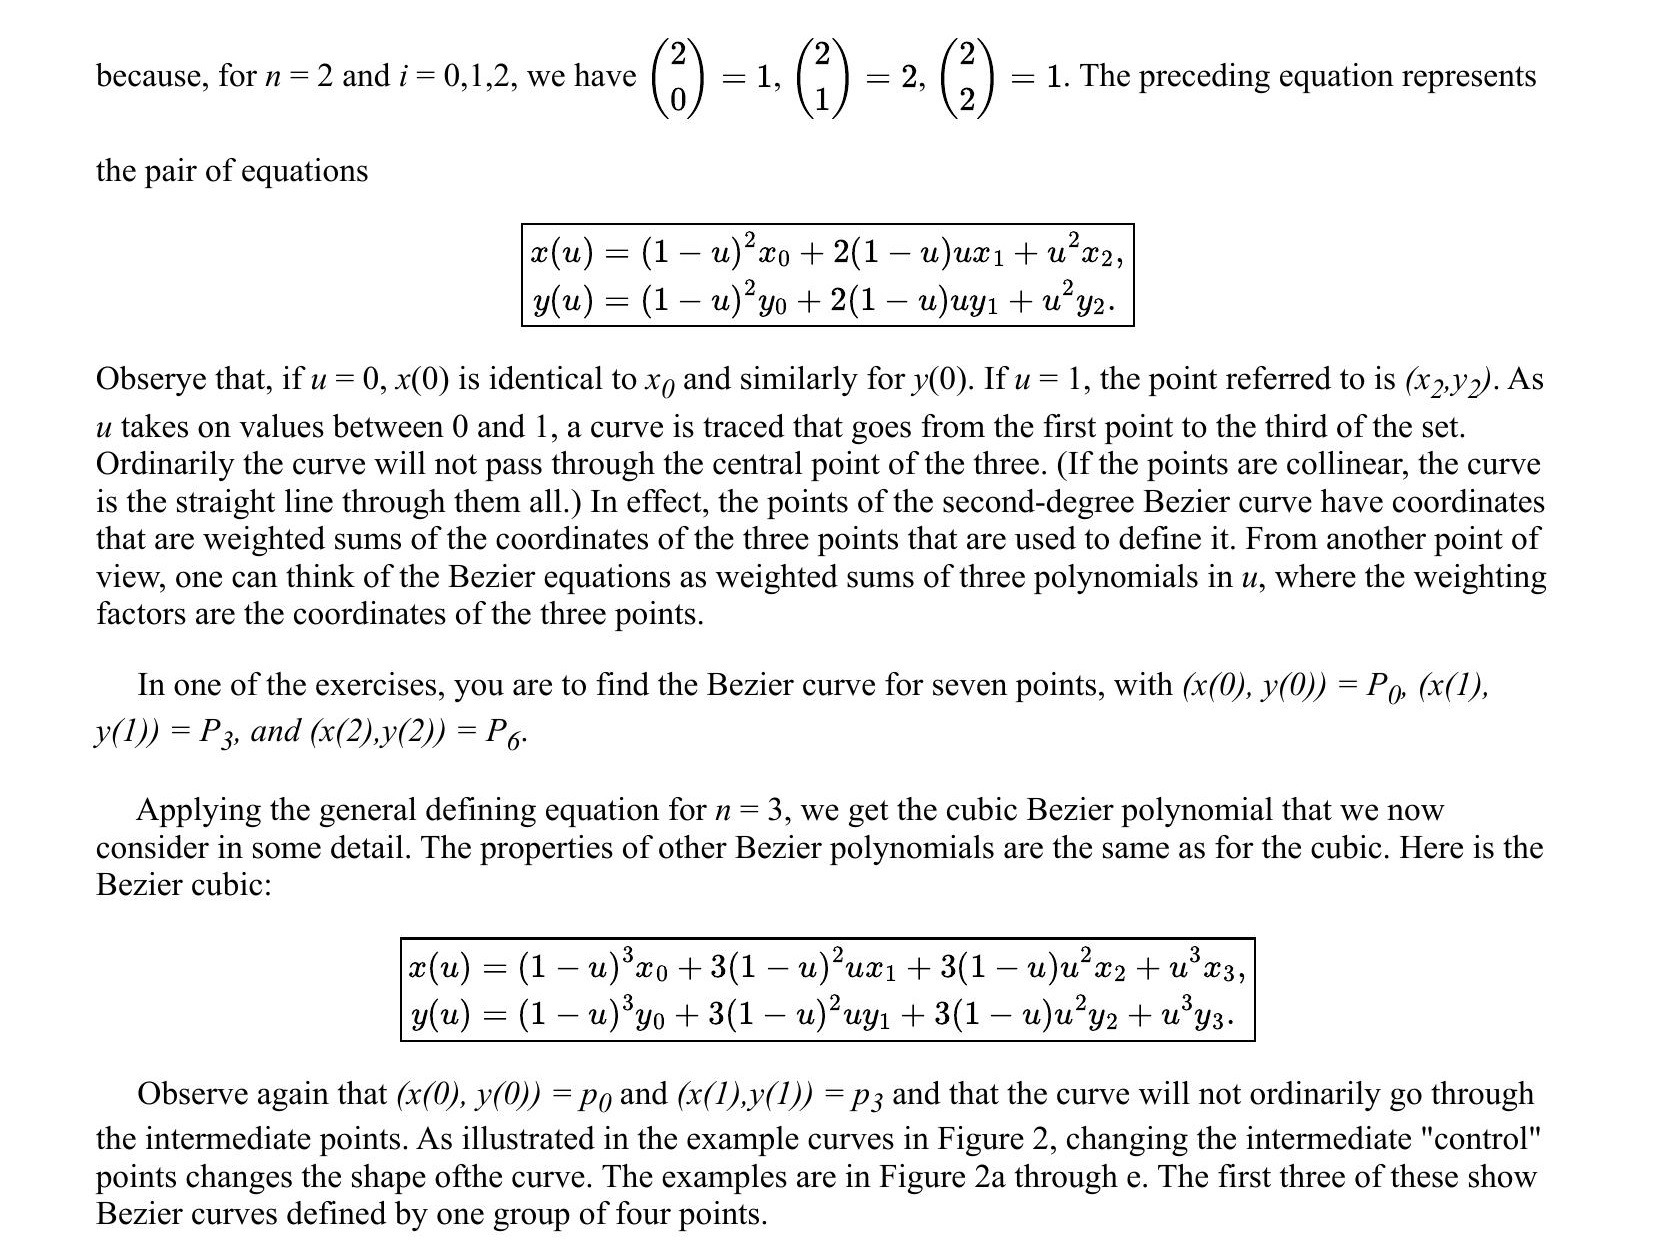 because, for n = 2 and i = 0,1,2, we have $\binom{2}{0} = 1, \binom{2}{1} = 2, \binom{2}{2} = 1$. The preceding equation represents
the pair of equations
$x(u) = (1 - u)^2 x_0 + 2(1 - u)ux_1 + u^2 x_2,$
$y(u) = (1 - u)^2 y_0 + 2(1 - u)uy_1 + u^2 y_2.$
Obserye that, if u = 0, x(0) is identical to $x_0$ and similarly for y(0). If u = 1, the point referred to is $(x_2,y_2)$. As
u takes on values between 0 and 1, a curve is traced that goes from the first point to the third of the set.
Ordinarily the curve will not pass through the central point of the three. (If the points are collinear, the curve
is the straight line through them all.) In effect, the points of the second-degree Bezier curve have coordinates
that are weighted sums of the coordinates of the three points that are used to define it. From another point of
view, one can think of the Bezier equations as weighted sums of three polynomials in u, where the weighting
factors are the coordinates of the three points.
In one of the exercises, you are to find the Bezier curve for seven points, with (x(0), y(0)) = $P_0$, (x(1),
y(1)) = $P_3$, and (x(2),y(2)) = $P_6$.
Applying the general defining equation for n = 3, we get the cubic Bezier polynomial that we now
consider in some detail. The properties of other Bezier polynomials are the same as for the cubic. Here is the
Bezier cubic:
$x(u) = (1 - u)^3 x_0 + 3(1 - u)^2 ux_1 + 3(1 - u)u^2 x_2 + u^3 x_3,$
$y(u) = (1 - u)^3 y_0 + 3(1 - u)^2 uy_1 + 3(1 - u)u^2 y_2 + u^3 y_3.$
Observe again that (x(0), y(0)) = $p_0$ and (x(1),y(1)) = $p_3$ and that the curve will not ordinarily go through
the intermediate points. As illustrated in the example curves in Figure 2, changing the intermediate "control"
points changes the shape ofthe curve. The examples are in Figure 2a through e. The first three of these show
Bezier curves defined by one group of four points.